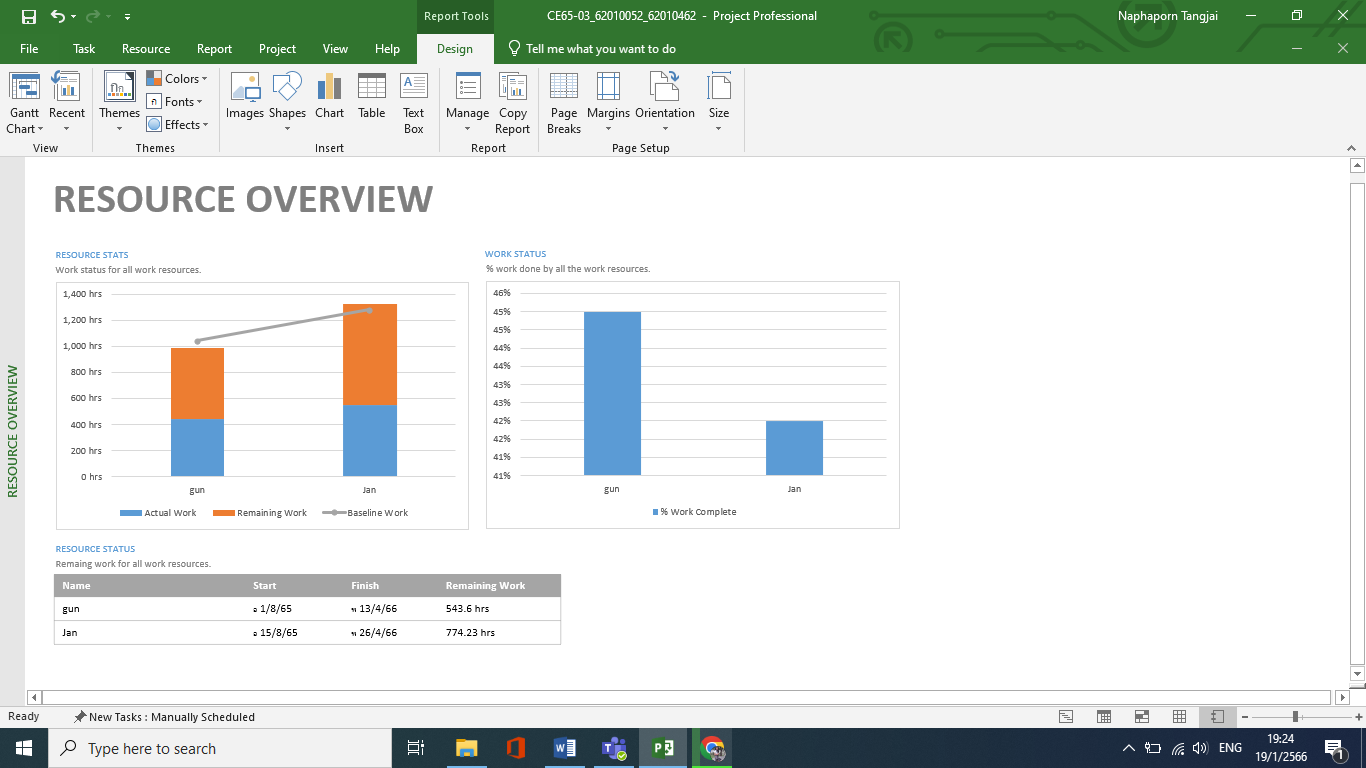 Report Tools
CE65-03_62010052_62010462 - Project Professional
Naphaporn Tangjai
File Task Resource Report Project View Help Design Tell me what you want to do
Gantt Chart
Recent
Themes
Colors
Fonts
Effects
Images
Shapes
Chart
Table
Text Box
Manage
Copy Report
Page Breaks
Margins
Orientation
Size
View Themes Insert Report Page Setup
RESOURCE OVERVIEW
RESOURCE OVERVIEW
RESOURCE STATS
Work status for all work resources.
1,400 hrs
1,200 hrs
1,000 hrs
800 hrs
600 hrs
400 hrs
200 hrs
0 hrs
gun Jan
Actual Work Remaining Work Baseline Work
WORK STATUS
% work done by all the work resources.
46%
45%
45%
44%
44%
43%
43%
42%
42%
41%
41%
gun Jan
% Work Complete
RESOURCE STATUS
Remaing work for all work resources.
Name Start Finish Remaining Work
gun 1/8/65 13/4/66 543.6 hrs
Jan 15/8/65 26/4/66 774.23 hrs
Ready New Tasks : Manually Scheduled
Type here to search
ENG
19:24
19/1/2566
1